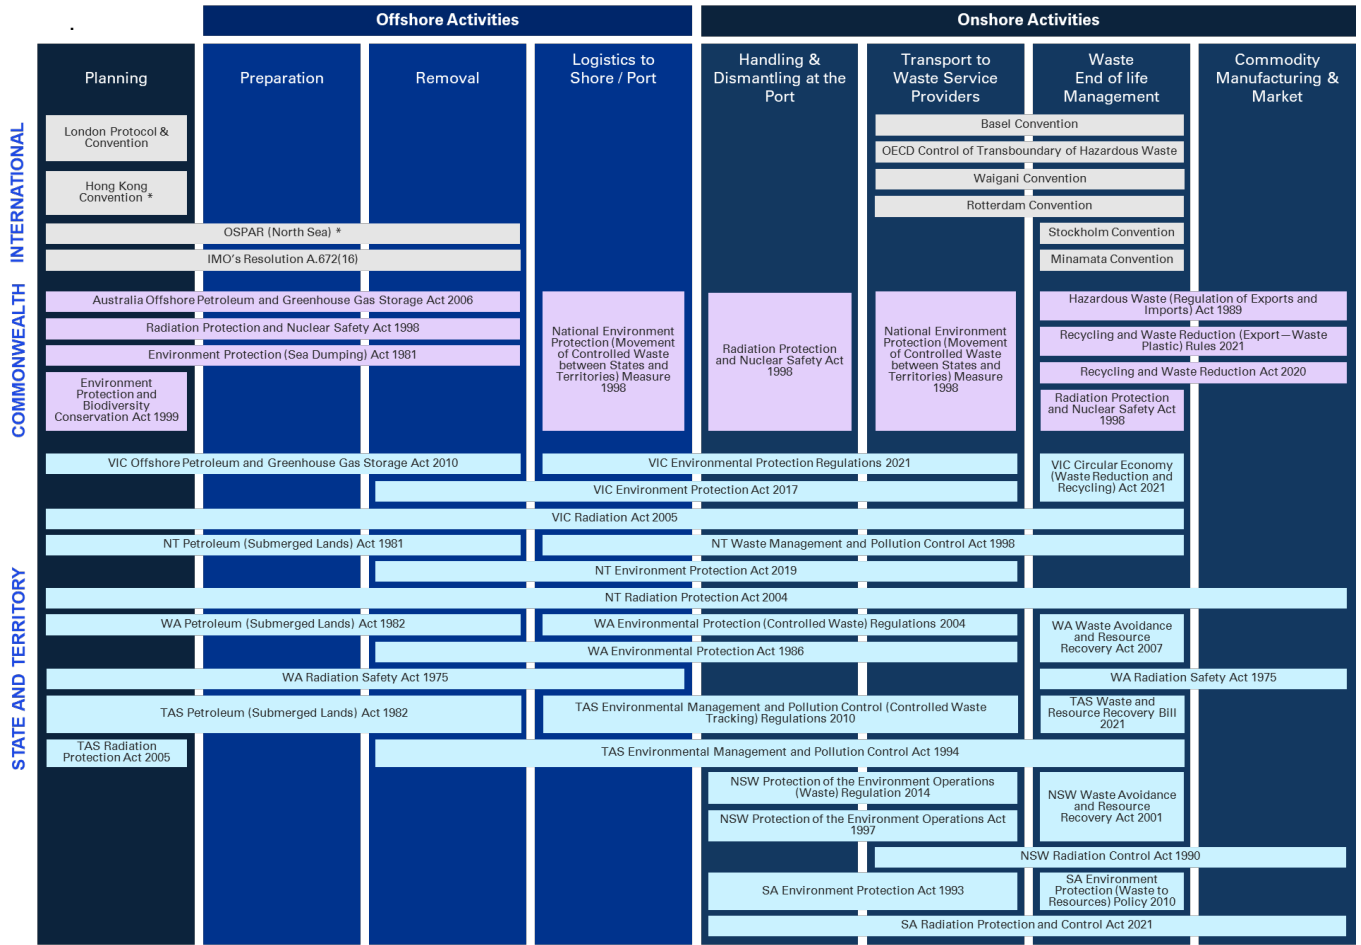 Offshore Activities
Onshore Activities
Planning
Preparation
Removal
Logistics to
Shore / Port
Handling &
Dismantling at the
Port
Transport to
Waste Service
Providers
Waste
End of life
Management
Commodity
Manufacturing &
Market
INTERNATIONAL
London Protocol &
Convention
Hong Kong
Convention *
OSPAR (North Sea) *
IMO's Resolution A.672(16)
Basel Convention
OECD Control of Transboundary of Hazardous Waste
Waigani Convention
Rotterdam Convention
Stockholm Convention
Minamata Convention
COMMONWEALTH
Australia Offshore Petroleum and Greenhouse Gas Storage Act 2006
Radiation Protection and Nuclear Safety Act 1998
Environment Protection (Sea Dumping) Act 1981
Environment
Protection and
Biodiversity
Conservation Act 1999
National Environment
Protection (Movement
of Controlled Waste
between States and
Territories) Measure
1998
Radiation Protection
and Nuclear Safety Act
1998
National Environment
Protection (Movement
of Controlled Waste
between States and
Territories) Measure
1998
Hazardous Waste (Regulation of Exports and
Imports) Act 1989
Recycling and Waste Reduction (Export—Waste
Plastic) Rules 2021
Recycling and Waste Reduction Act 2020
Radiation Protection
and Nuclear Safety Act
1998
STATE AND TERRITORY
VIC Offshore Petroleum and Greenhouse Gas Storage Act 2010
VIC Environmental Protection Regulations 2021
VIC Circular Economy
(Waste Reduction and
Recycling) Act 2021
VIC Environment Protection Act 2017
VIC Radiation Act 2005
NT Petroleum (Submerged Lands) Act 1981
NT Waste Management and Pollution Control Act 1998
NT Environment Protection Act 2019
NT Radiation Protection Act 2004
WA Petroleum (Submerged Lands) Act 1982
WA Environmental Protection (Controlled Waste) Regulations 2004
WA Waste Avoidance
and Resource
Recovery Act 2007
WA Environmental Protection Act 1986
WA Radiation Safety Act 1975
WA Radiation Safety Act 1975
TAS Petroleum (Submerged Lands) Act 1982
TAS Environmental Management and Pollution Control (Controlled Waste
Tracking) Regulations 2010
TAS Waste and
Resource Recovery Bill
2021
TAS Radiation
Protection Act 2005
TAS Environmental Management and Pollution Control Act 1994
NSW Protection of the Environment Operations
(Waste) Regulation 2014
NSW Waste Avoidance
and Resource
Recovery Act 2001
NSW Protection of the Environment Operations Act
1997
NSW Radiation Control Act 1990
SA Environment Protection Act 1993
SA Environment
Protection (Waste to
Resources) Policy 2010
SA Radiation Protection and Control Act 2021